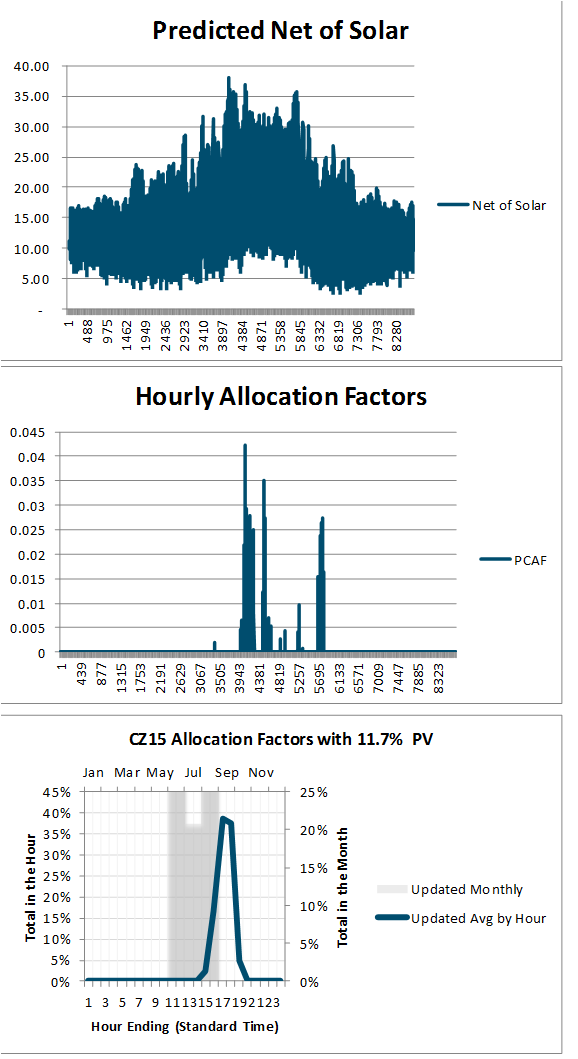 Predicted Net of Solar
40.00
35.00
30.00
25.00
20.00
15.00
10.00
5.00
-
1 488 975 1462 1949 2436 2923 3410 3897 4384 4871 5358 5845 6332 6819 7306 7793 8280
Net of Solar
Hourly Allocation Factors
0.045
0.04
0.035
0.03
0.025
0.02
0.015
0.01
0.005
0
1 439 877 1315 1753 2191 2629 3067 3505 3943 4381 4819 5257 5695 6133 6571 7009 7447 7885 8323
PCAF
CZ15 Allocation Factors with 11.7% PV
Jan Mar May Jul Sep Nov
45%
40%
35%
30%
25%
20%
15%
10%
5%
0%
Total in the Hour
25%
20%
15%
10%
5%
0%
Total in the Month
1 3 5 7 9 11 13 15 17 19 21 23
Hour Ending (Standard Time)
Updated Monthly
Updated Avg by Hour